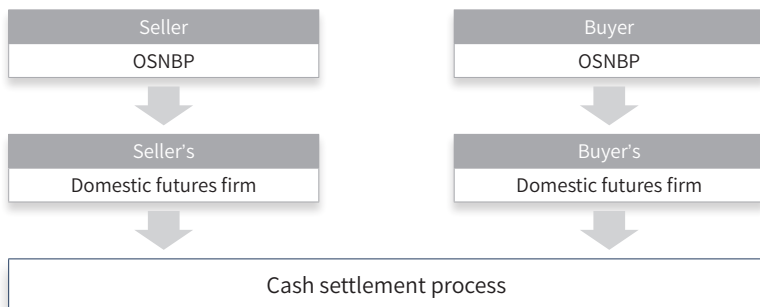 Seller
Buyer
OSNBP
OSNBP
Seller's
Buyer's
Domestic futures firm
Domestic futures firm
Cash settlement process